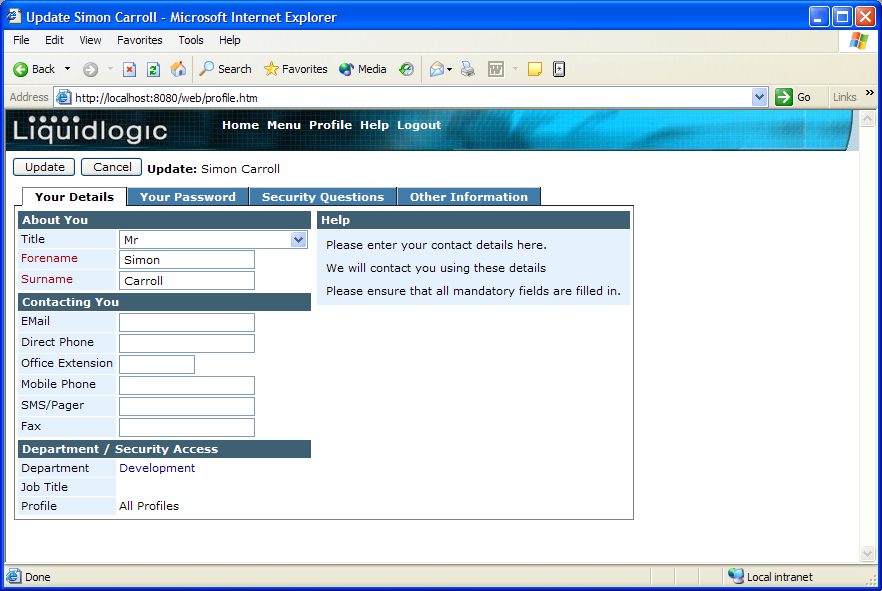 Update Simon Carroll - Microsoft Internet Explorer
File Edit View Favorites Tools Help
Back Search Favorites Media
Address http://localhost:8080/web/profile.htm Go Links »
Liquidlogic Home Menu Profile Help Logout
Update Cancel Update: Simon Carroll
Your Details Your Password Security Questions Other Information
About You
Title Mr
Forename Simon
Surname Carroll
Contacting You
EMail
Direct Phone
Office Extension
Mobile Phone
SMS/Pager
Fax
Department / Security Access
Department Development
Job Title
Profile All Profiles
Help
Please enter your contact details here.
We will contact you using these details
Please ensure that all mandatory fields are filled in.
Done Local intranet